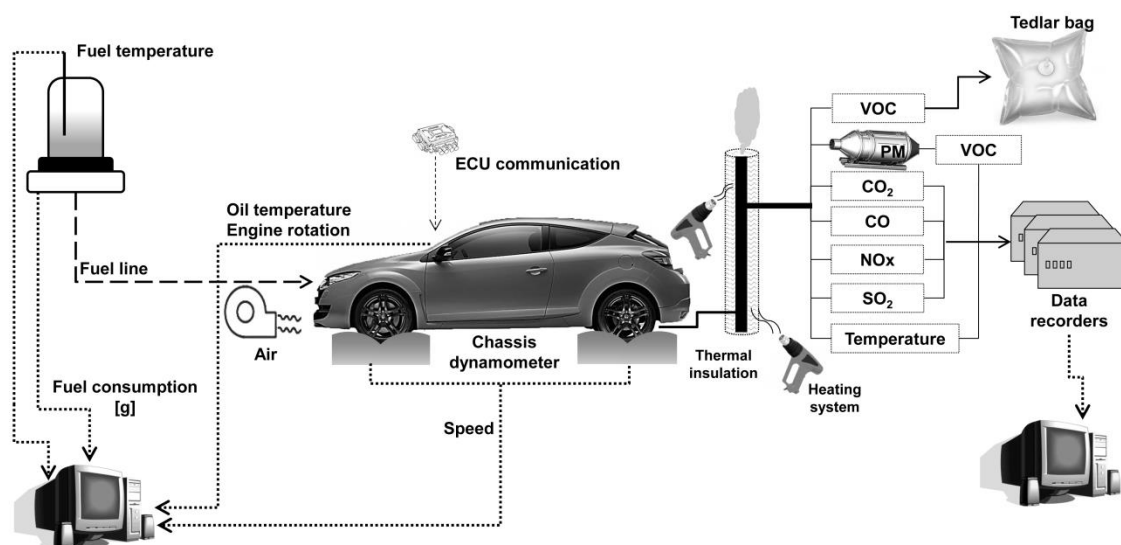 Fuel temperature
Tedlar bag
VOC
PM
VOC
ECU communication
CO₂
CO
Oil temperature
Engine rotation
Fuel line
NOx
SO₂
Air
Chassis
dynamometer
Thermal
insulation
Temperature
Data
recorders
Heating
system
Fuel consumption
[g]
Speed